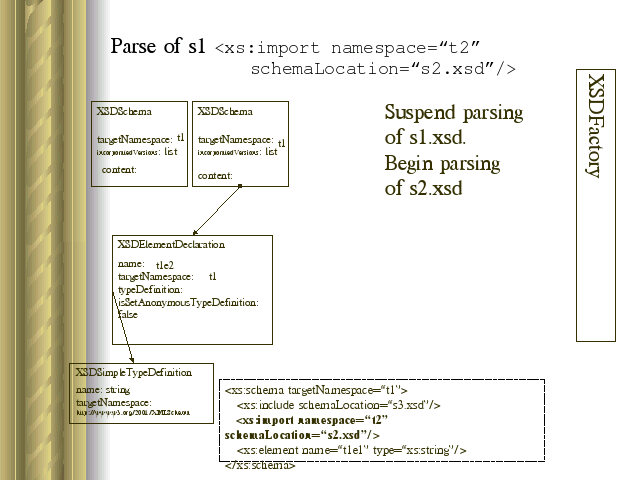 Parse of s1 <xs:import namespace=“t2”
schemaLocation=“s2.xsd”/>
XSDSchema
targetNamespace: t1
incorporatedVersions: list
content:
XSDSchema
targetNamespace: t1
incorporatedVersions: list
content:
Suspend parsing
of s1.xsd.
Begin parsing
of s2.xsd
XSDFactory
XSDElementDeclaration
name: t1e2
targetNamespace: t1
typeDefinition:
isSetAnonymousTypeDefinition:
false
XSDSimpleTypeDefinition
name: string
targetNamespace:
http://www.w3.org/2001/XMLSchema
<xs:schema targetNamespace=“t1”>
<xs:include schemaLocation=“s3.xsd”/>
<xs:import namespace=“t2”
schemaLocation=“s2.xsd”/>
<xs:element name=“t1e1” type=“xs:string”/>
</xs:schema>